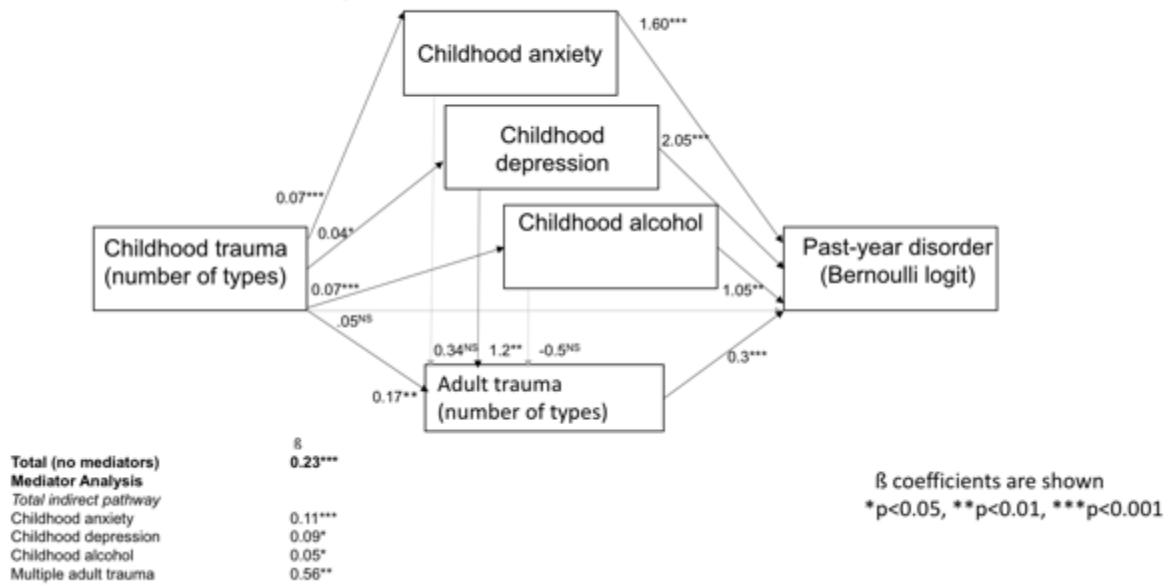 1.60***
Childhood anxiety
Childhood
depression
2.05***
0.07***
Childhood alcohol
0.04*
Childhood trauma
(number of types)
Past-year disorder
(Bernoulli logit)
0.07***
1.05**
.05NS
0.34NS 1.2** -0.5NS
0.3***
0.17**
Adult trauma
(number of types)
ß
Total (no mediators) 0.23***
Mediator Analysis
Total indirect pathway
Childhood anxiety 0.11***
Childhood depression 0.09*
Childhood alcohol 0.05*
Multiple adult trauma 0.56**
ß coefficients are shown
*p<0.05, **p<0.01, ***p<0.001